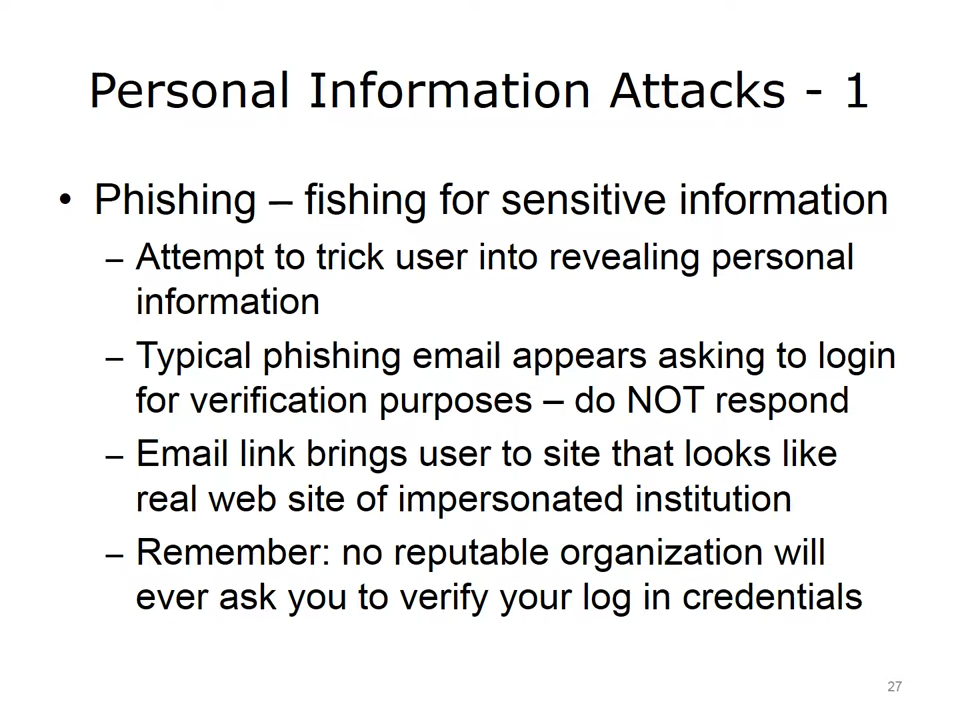 Personal Information Attacks - 1
• Phishing – fishing for sensitive information
– Attempt to trick user into revealing personal
information
– Typical phishing email appears asking to login
for verification purposes – do NOT respond
– Email link brings user to site that looks like
real web site of impersonated institution
– Remember: no reputable organization will
ever ask you to verify your log in credentials
27